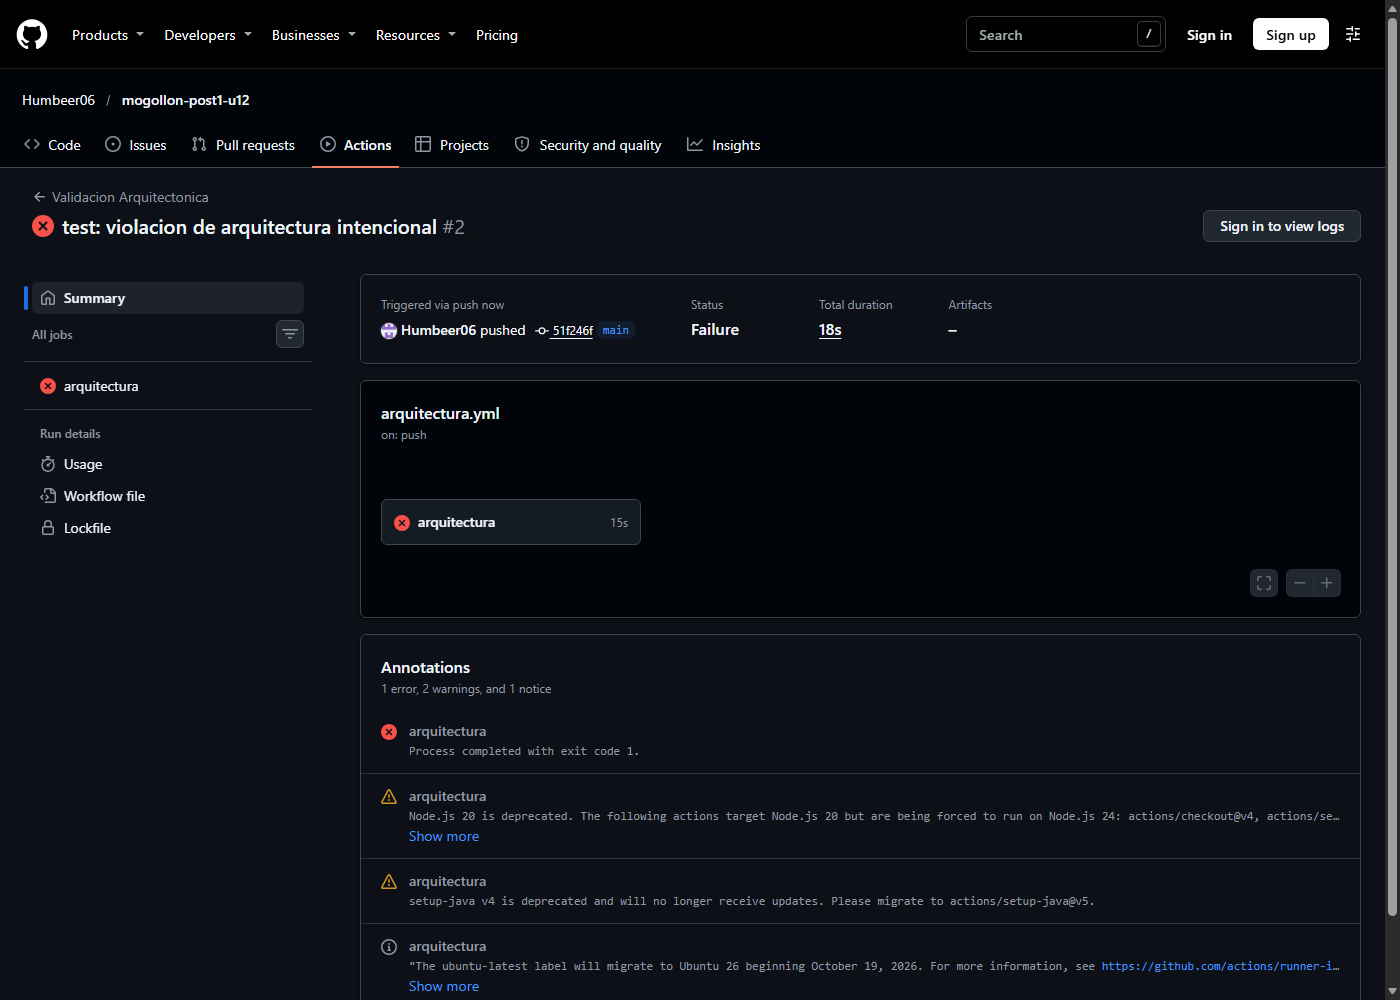 Products Developers Businesses Resources Pricing Search / Sign in Sign up
Humbeer06 / mogollon-post1-u12
Code Issues Pull requests Actions Projects Security and quality Insights
Validacion Arquitectonica
test: violacion de arquitectura intencional #2
Sign in to view logs
Summary
All jobs
arquitectura
Run details
Usage
Workflow file
Lockfile
Triggered via push now Status Total duration Artifacts
Humbeer06 pushed 51f246f main Failure 18s –
arquitectura.yml
on: push
arquitectura 15s
Annotations
1 error, 2 warnings, and 1 notice
arquitectura
Process completed with exit code 1.
arquitectura
Node.js 20 is deprecated. The following actions target Node.js 20 but are being forced to run on Node.js 24: actions/checkout@v4, actions/se…
Show more
arquitectura
setup-java v4 is deprecated and will no longer receive updates. Please migrate to actions/setup-java@v5.
arquitectura
"The ubuntu-latest label will migrate to Ubuntu 26 beginning October 19, 2026. For more information, see https://github.com/actions/runner-i…
Show more